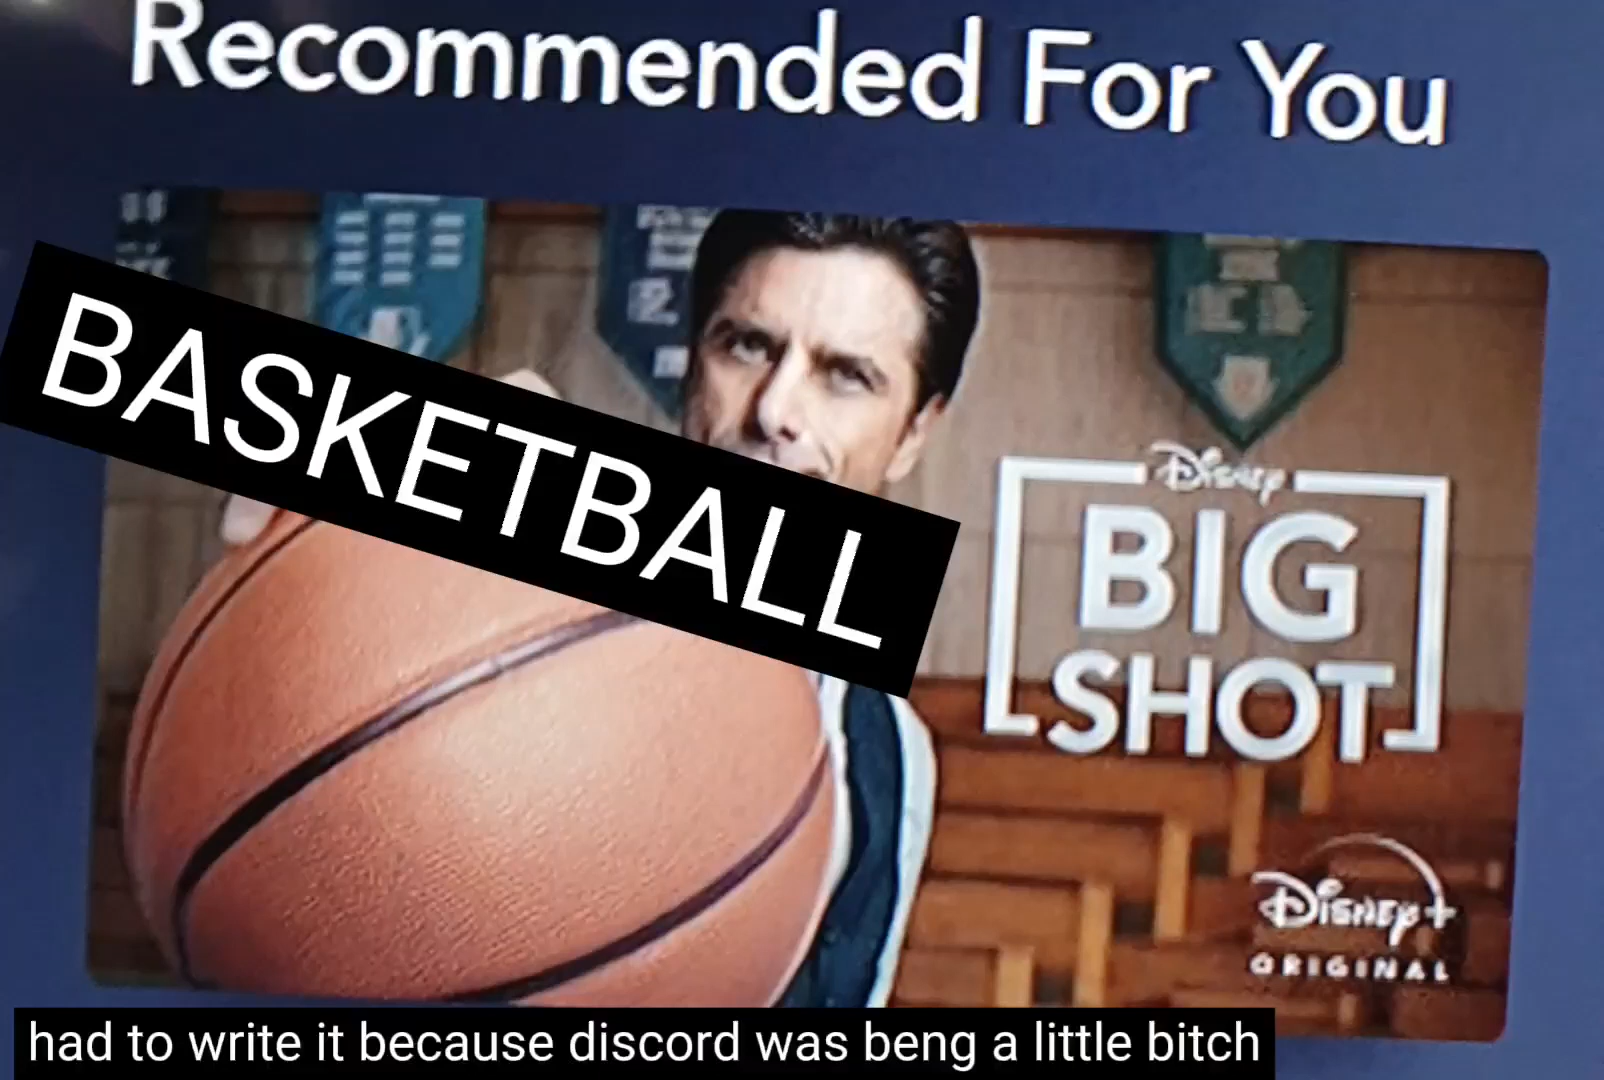 Recommended For You
BASKETBALL
Disney
BIG
SHOT
Disney+
ORIGINAL
had to write it because discord was beng a little bitch